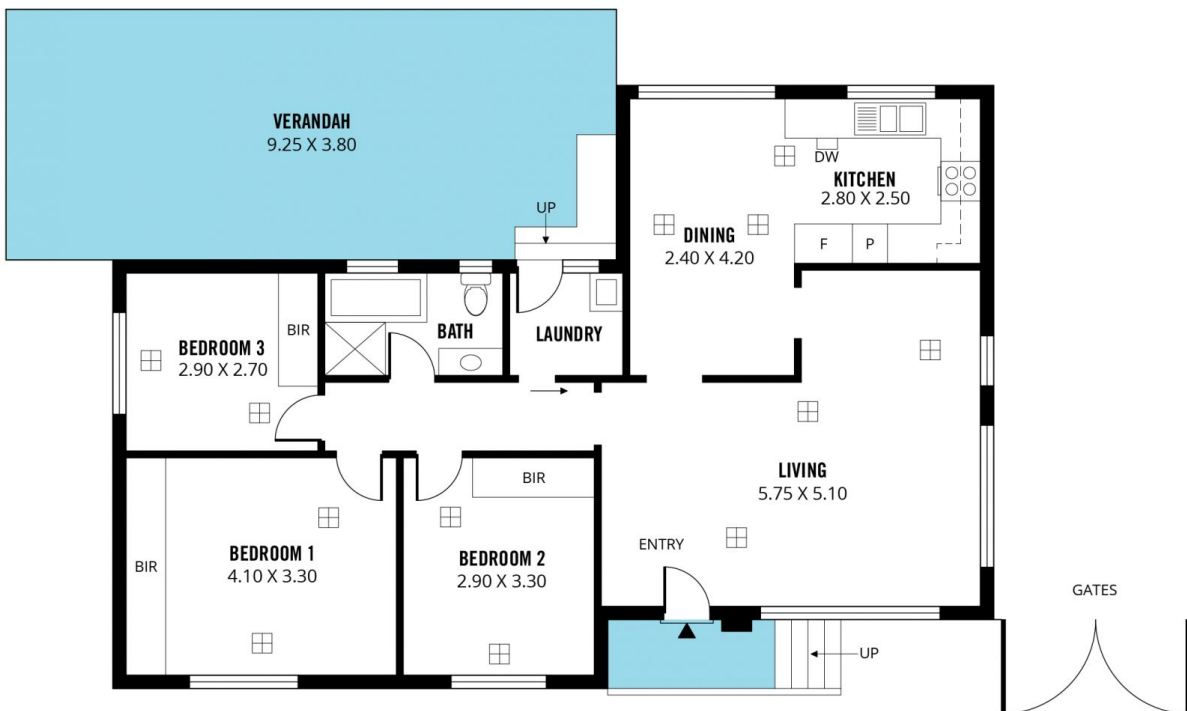 VERANDAH
9.25 X 3.80
UP
DW
KITCHEN
2.80 X 2.50
DINING
2.40 X 4.20
F
P
BIR
BATH
LAUNDRY
BEDROOM 3
2.90 X 2.70
LIVING
5.75 X 5.10
BIR
BIR
BEDROOM 1
4.10 X 3.30
BEDROOM 2
2.90 X 3.30
ENTRY
GATES
UP